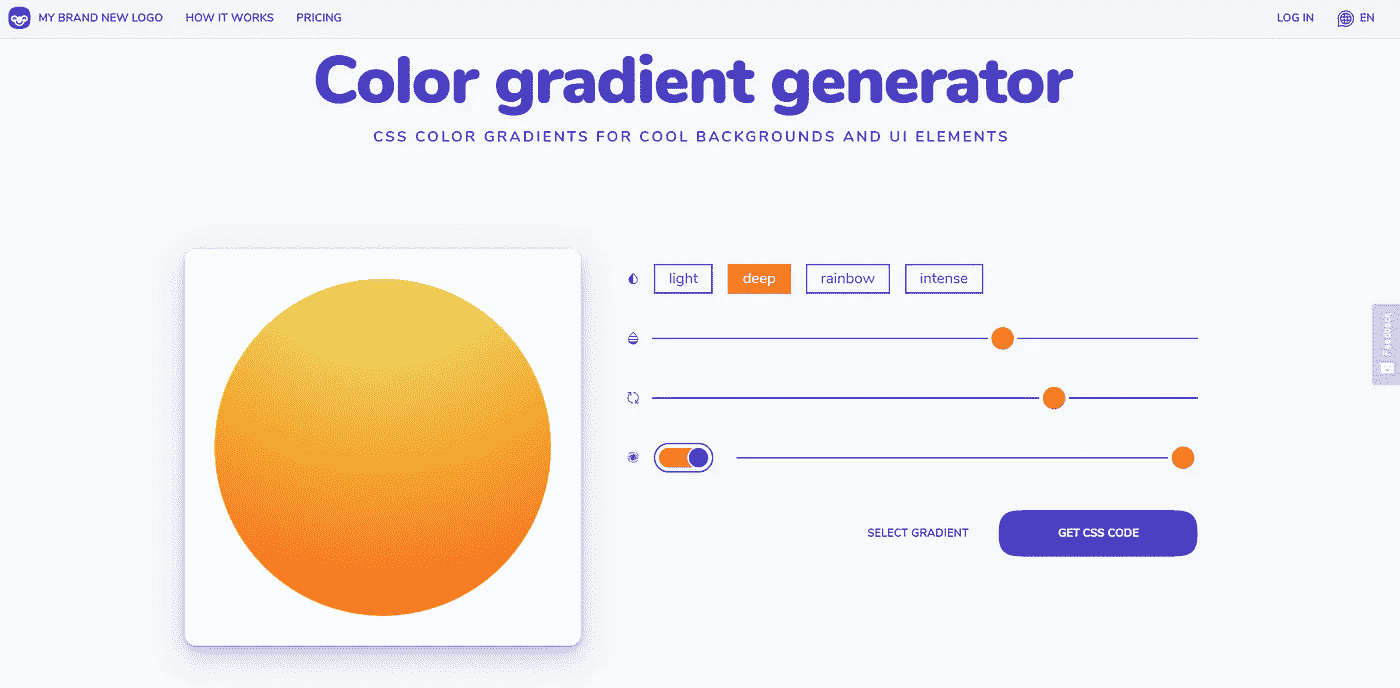 MY BRAND NEW LOGO HOW IT WORKS PRICING LOG IN EN
Color gradient generator
CSS COLOR GRADIENTS FOR COOL BACKGROUNDS AND UI ELEMENTS
light deep rainbow intense
Feedback
SELECT GRADIENT GET CSS CODE